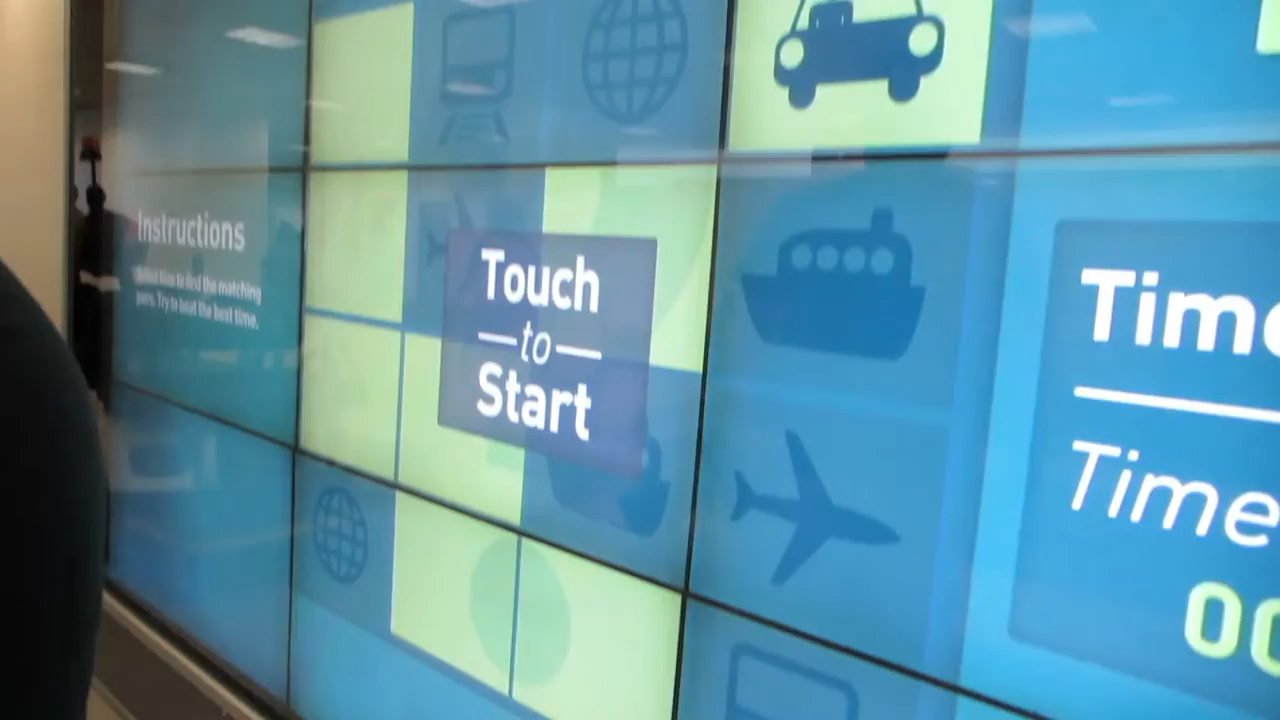 Instructions
Select tiles to find the matching
pairs. Try to beat the best time.
Touch
to
Start
Time
Time
00